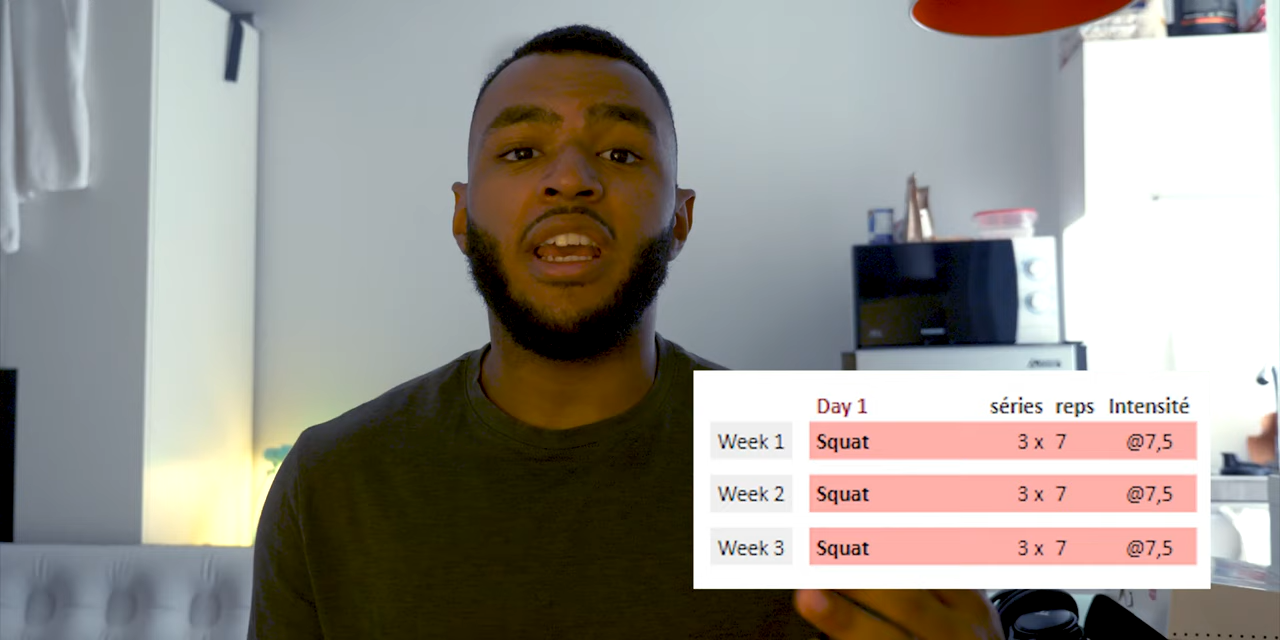 Day 1 séries reps Intensité
Week 1 Squat 3 x 7 @7,5
Week 2 Squat 3 x 7 @7,5
Week 3 Squat 3 x 7 @7,5